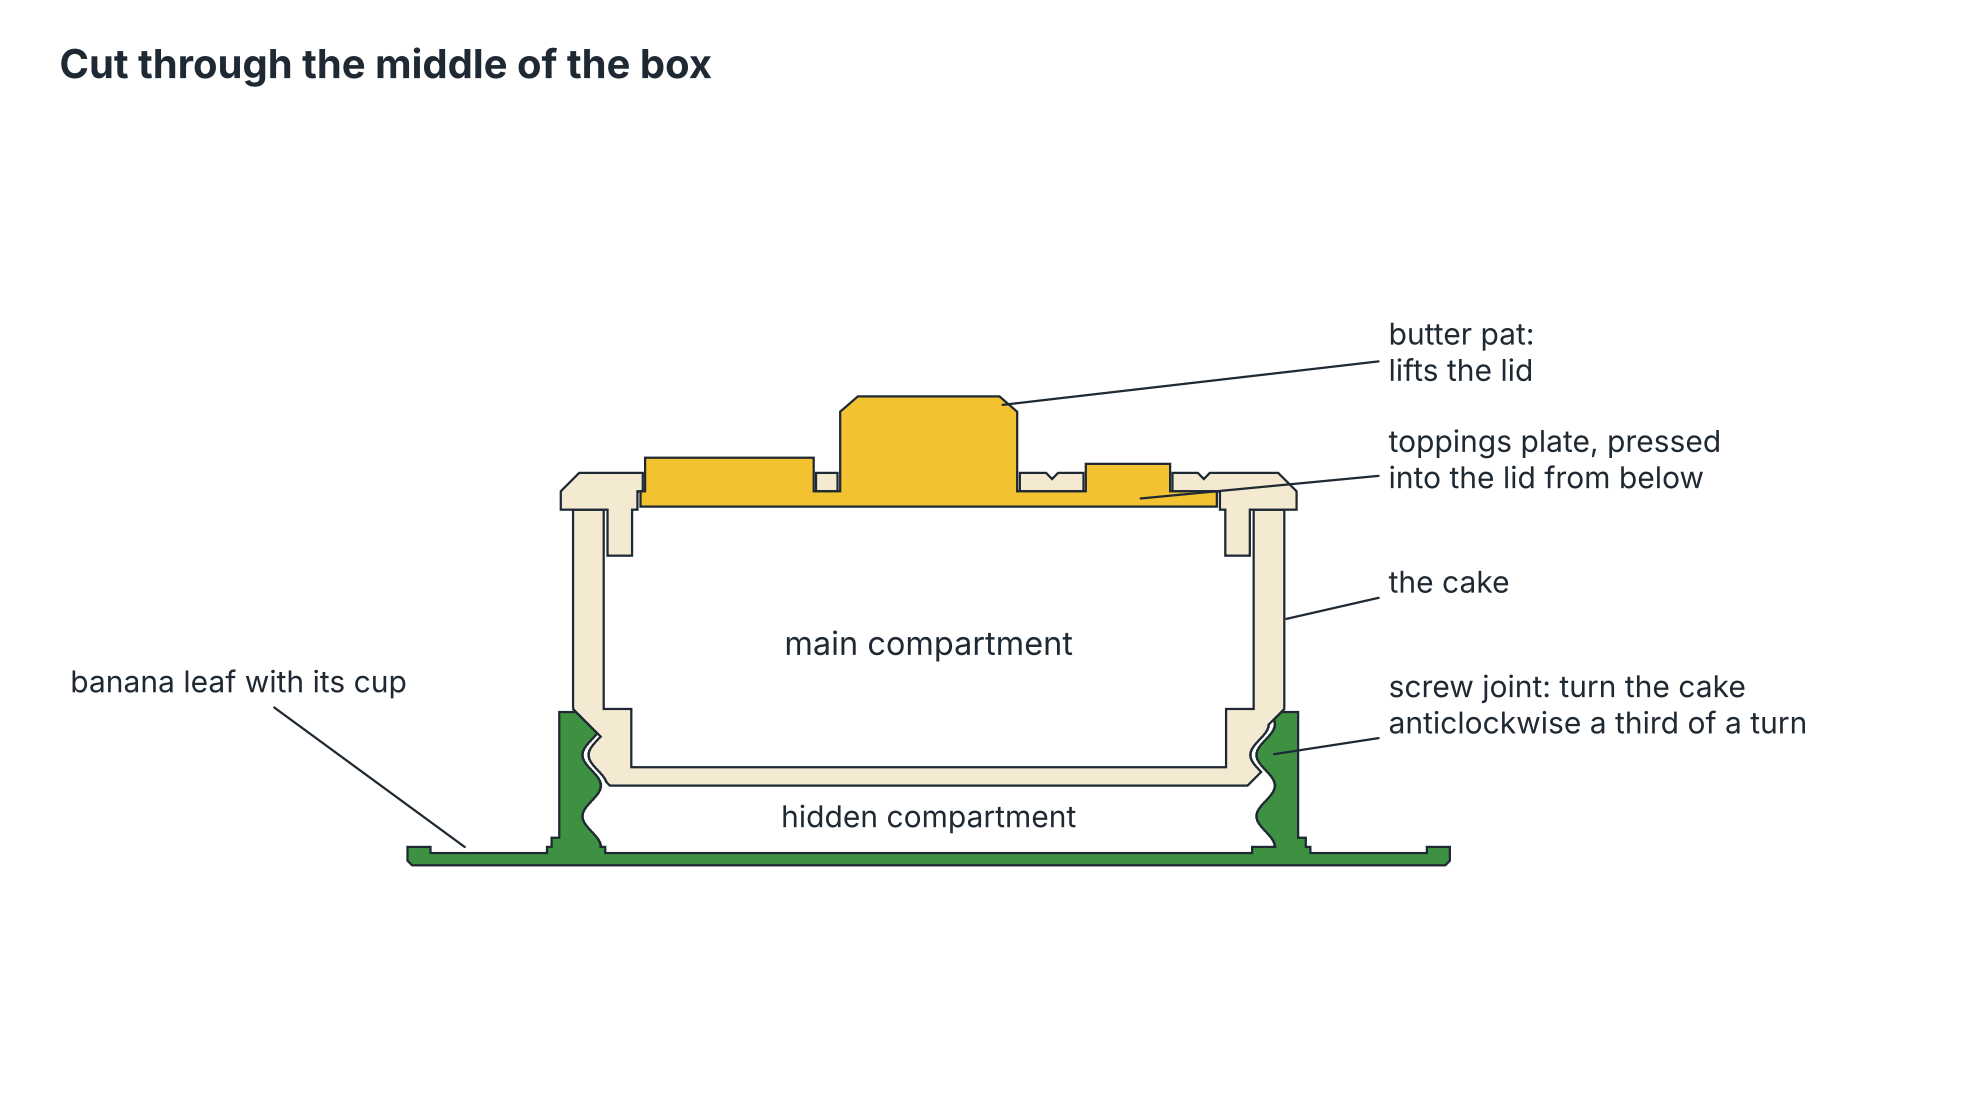 Cut through the middle of the box
butter pat:
lifts the lid
toppings plate, pressed
into the lid from below
the cake
main compartment
banana leaf with its cup
screw joint: turn the cake
anticlockwise a third of a turn
hidden compartment